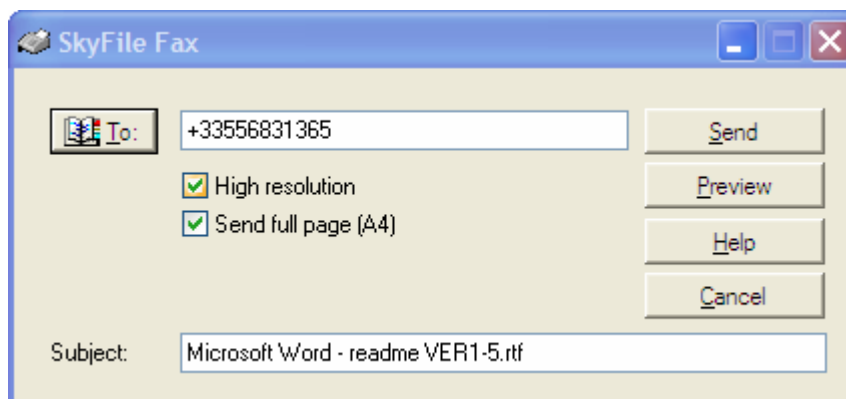 SkyFile Fax
To: +33556831365 Send
High resolution Preview
Send full page (A4)
Help
Cancel
Subject: Microsoft Word - readme VER1-5.rtf